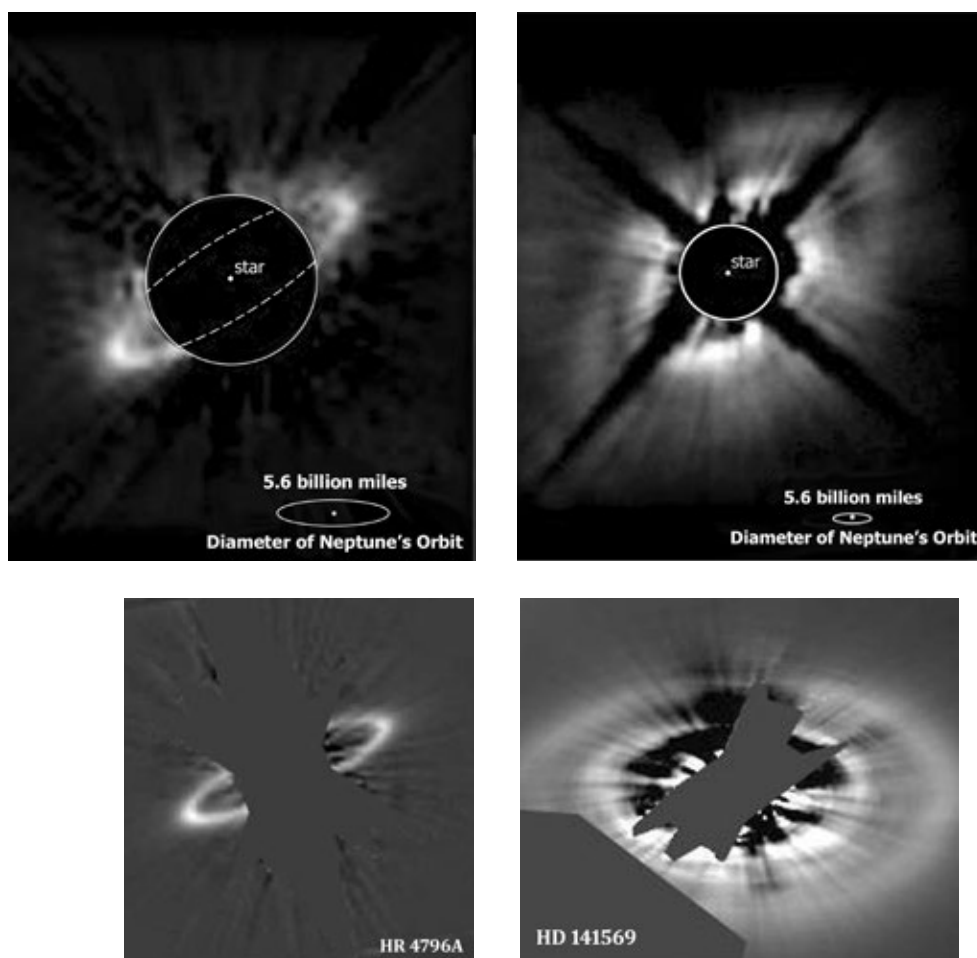 star
5.6 billion miles
Diameter of Neptune's Orbit
star
5.6 billion miles
Diameter of Neptune's Orbit
HR 4796A
HD 141569